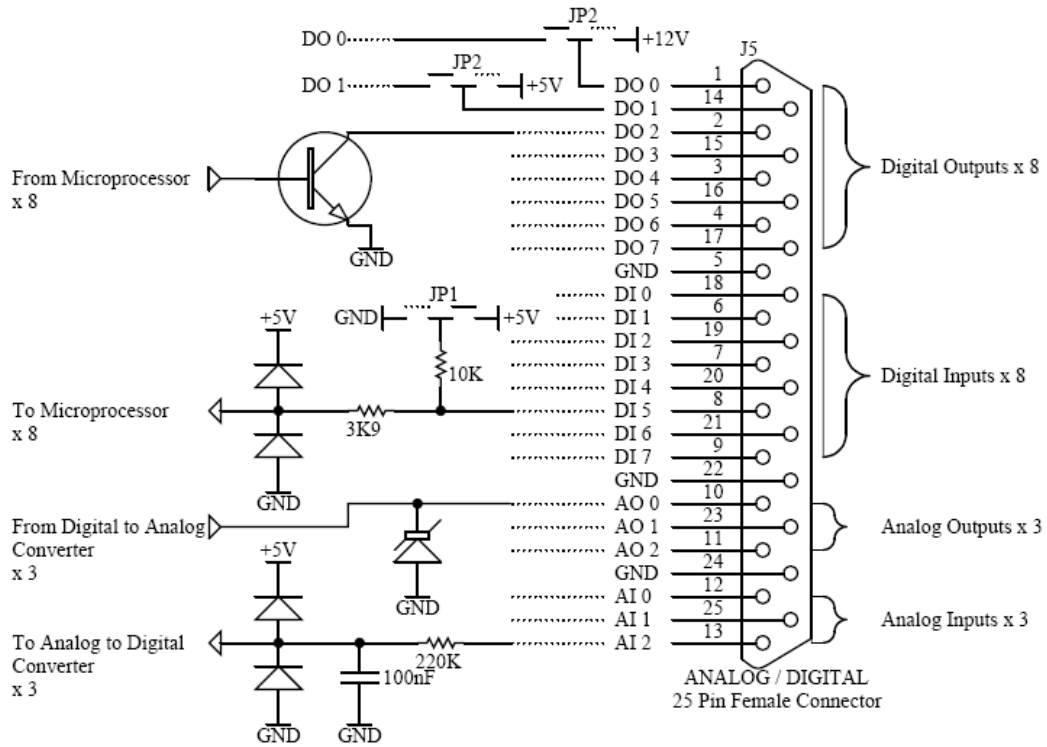 JP2
DO 0
+12V
J5
JP2
DO 1
+5V
DO 0 1
DO 1 14
DO 2 2
DO 3 15
DO 4 3
DO 5 16
DO 6 4
DO 7 17
GND 5
DI 0 18
DI 1 6
DI 2 19
DI 3 7
DI 4 20
DI 5 8
DI 6 21
DI 7 9
GND 22
AO 0 10
AO 1 23
AO 2 11
GND 24
AI 0 12
AI 1 25
AI 2 13
Digital Outputs x 8
Digital Inputs x 8
Analog Outputs x 3
Analog Inputs x 3
ANALOG / DIGITAL
25 Pin Female Connector
From Microprocessor
x 8
GND
JP1
GND
+5V
10K
+5V
To Microprocessor
x 8
3K9
GND
From Digital to Analog
Converter
x 3
GND
+5V
To Analog to Digital
Converter
x 3
220K
100nF
GND
GND